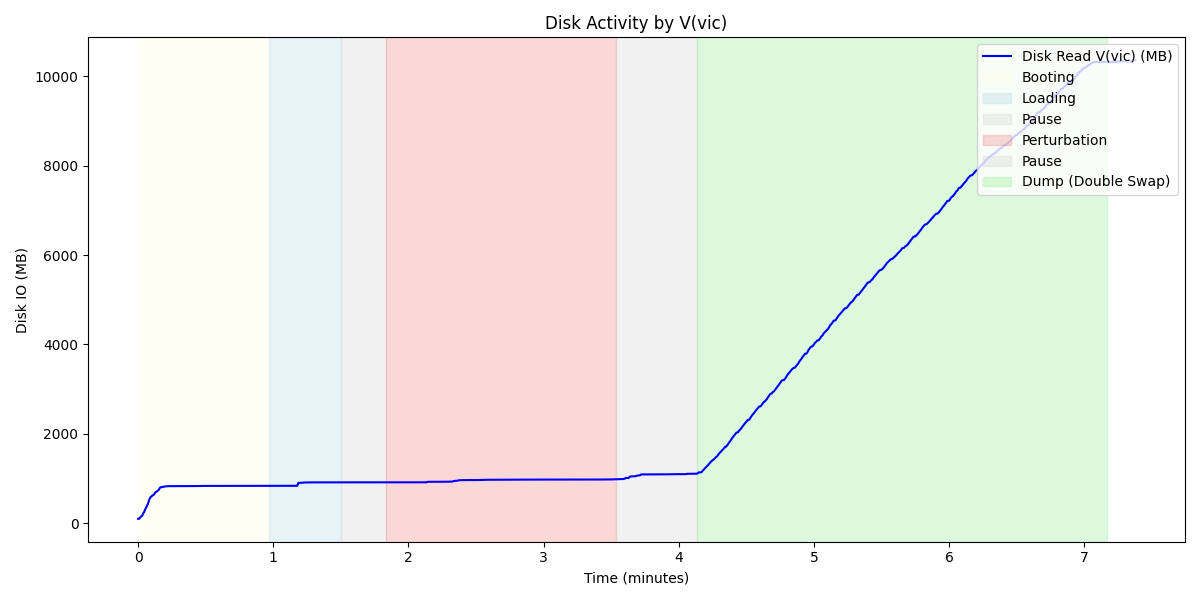 Disk Activity by V(vic)
Disk IO (MB)
10000
8000
6000
4000
2000
0
Disk Read V(vic) (MB)
Booting
Loading
Pause
Perturbation
Pause
Dump (Double Swap)
0 1 2 3 4 5 6 7
Time (minutes)